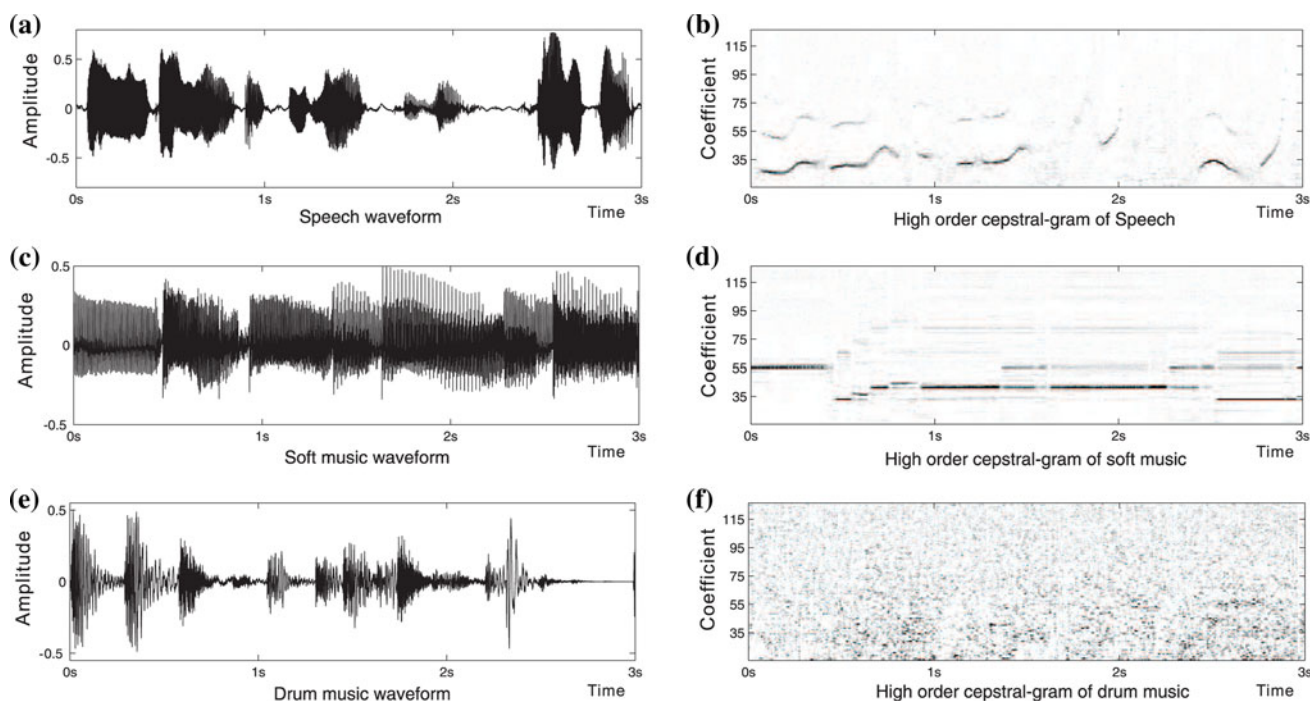 (a)
Amplitude
0.5
0
-0.5
0s 1s 2s 3s
Speech waveform Time
(b)
Coefficient
115
95
75
55
35
0s 1s 2s 3s
High order cepstral-gram of Speech Time
(c)
Amplitude
0.5
0
-0.5
0s 1s 2s 3s
Soft music waveform Time
(d)
Coefficient
115
95
75
55
35
0s 1s 2s 3s
High order cepstral-gram of soft music Time
(e)
Amplitude
0.5
0
-0.5
0s 1s 2s 3s
Drum music waveform Time
(f)
Coefficient
115
95
75
55
35
0s 1s 2s 3s
High order cepstral-gram of drum music Time